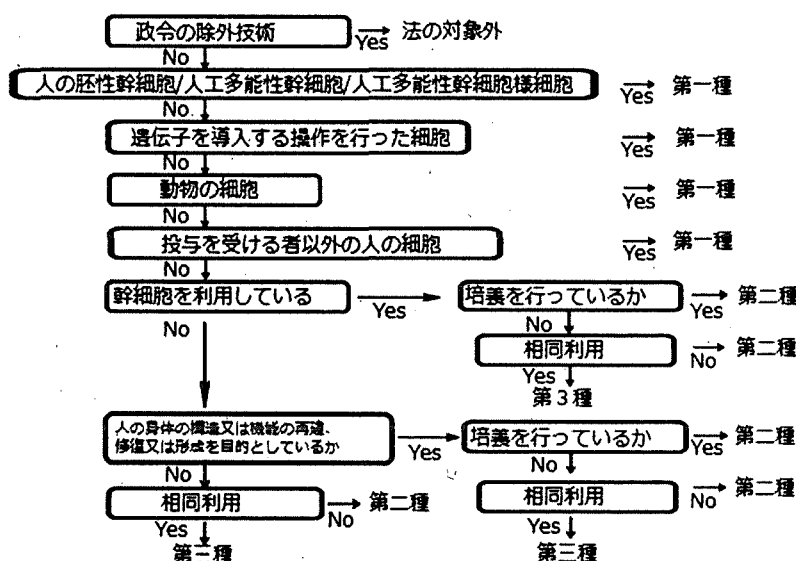 政令の除外技術 Yes 法の対象外
No
人の胚性幹細胞/人工多能性幹細胞/人工多能性幹細胞様細胞 Yes 第一種
No
遺伝子を導入する操作を行った細胞 Yes 第一種
No
動物の細胞 Yes 第一種
No
投与を受ける者以外の人の細胞 Yes 第一種
No
幹細胞を利用している Yes 培義を行っているか Yes 第二種
No No
相同利用 No 第二種
Yes
第3種
人の身体の構造又は機能の再建、
修復又は形成を目的としているか Yes 培義を行っているか Yes 第二種
No No
相同利用 No 第二種 相同利用 No 第二種
Yes Yes
第三種 第三種